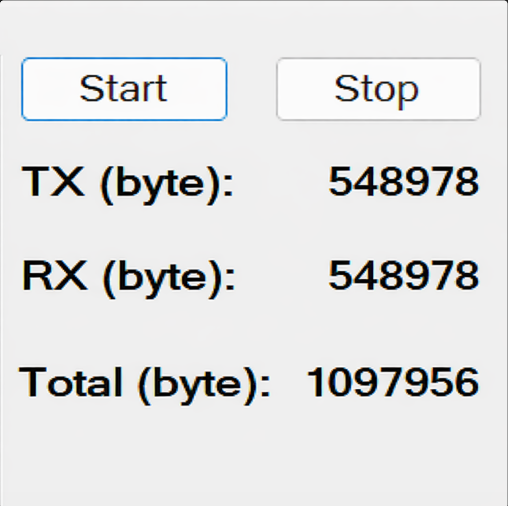 Start Stop
TX (byte): 548978
RX (byte): 548978
Total (byte): 1097956